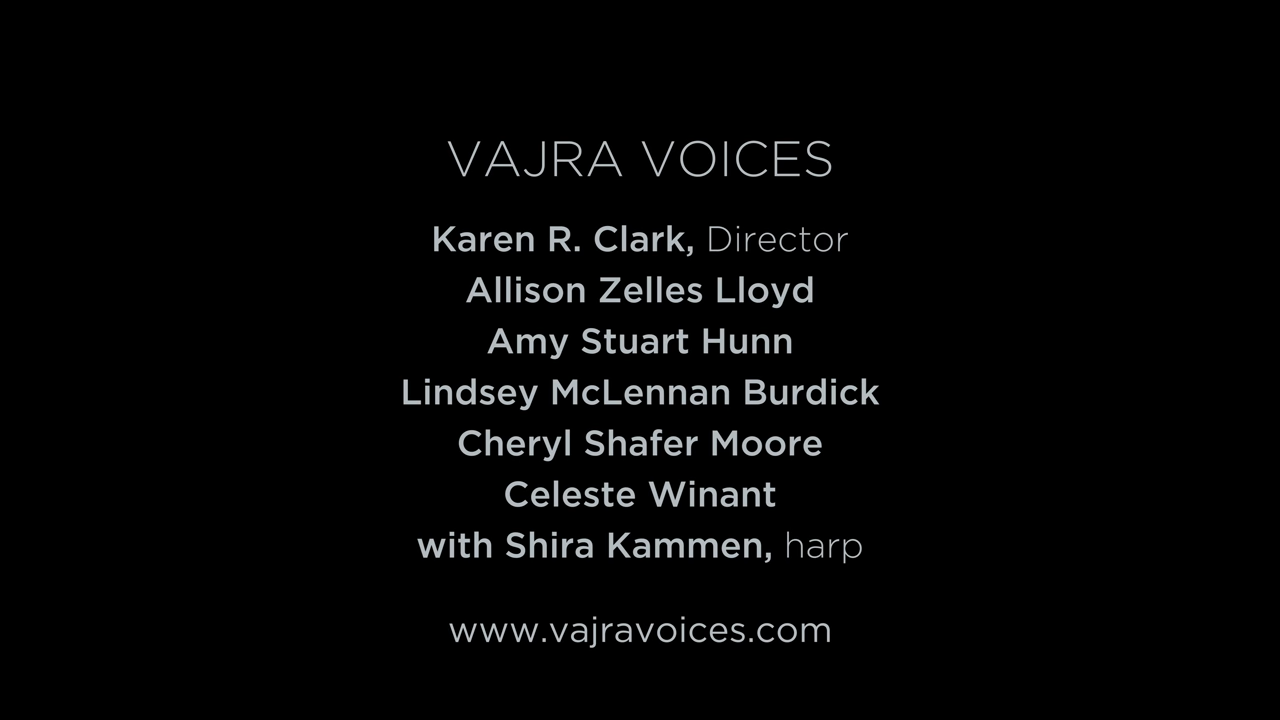 VAJRA VOICES
Karen R. Clark, Director
Allison Zelles Lloyd
Amy Stuart Hunn
Lindsey McLennan Burdick
Cheryl Shafer Moore
Celeste Winant
with Shira Kammen, harp
www.vajravoices.com